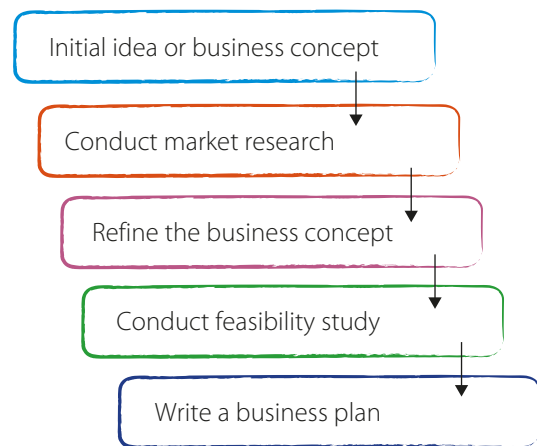 Initial idea or business concept
Conduct market research
Refine the business concept
Conduct feasibility study
Write a business plan